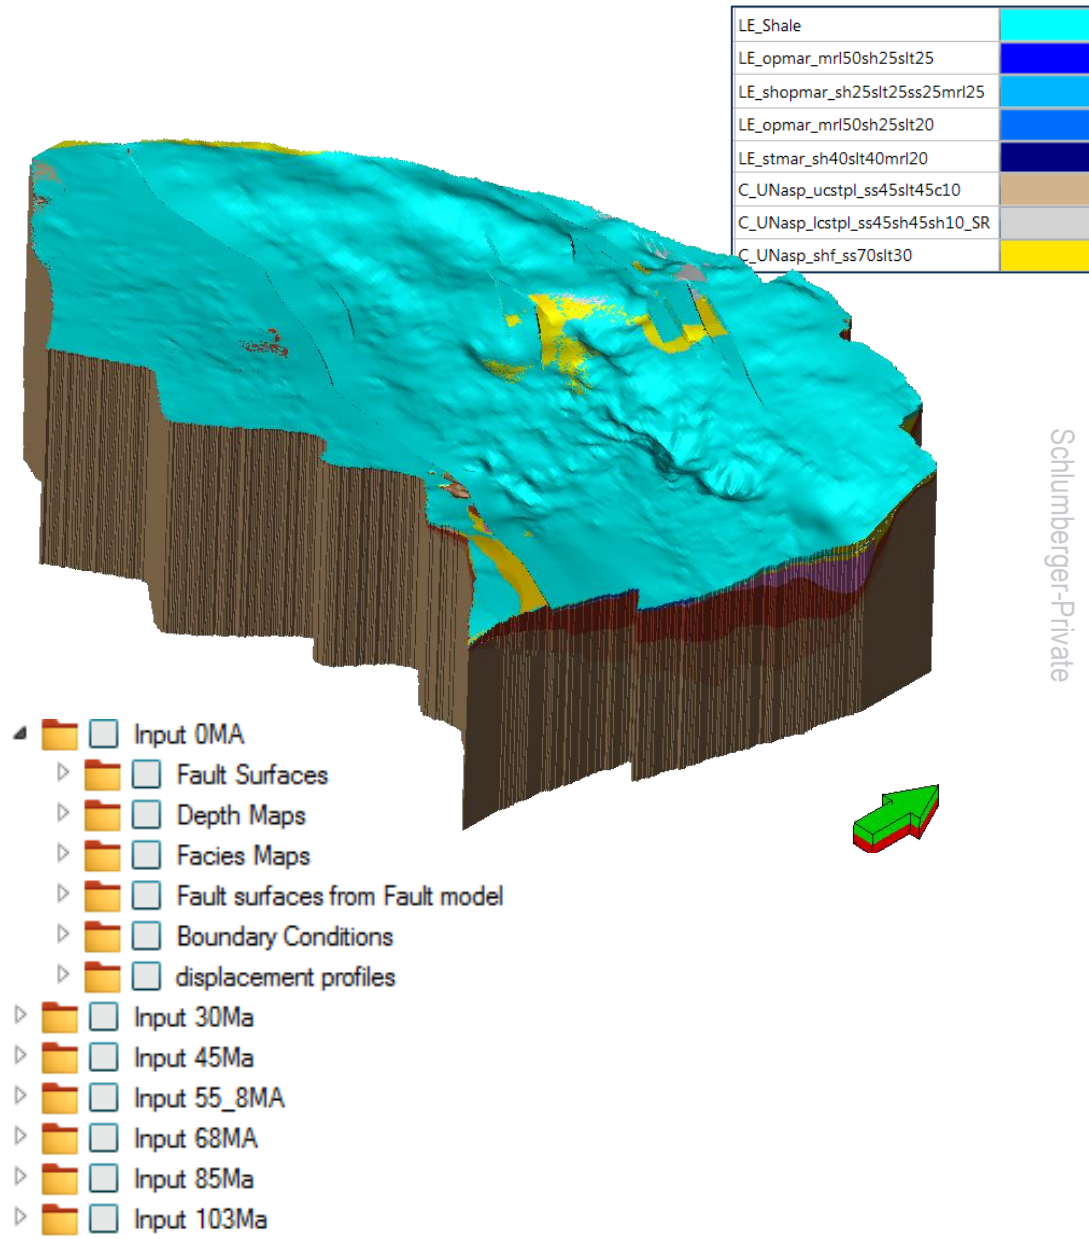 LE_Shale
LE_opmar_mrl50sh25slt25
LE_shopmar_sh25slt25ss25mrl25
LE_opmar_mrl50sh25slt20
LE_stmar_sh40slt40mrl20
C_UNasp_ucstpl_ss45slt45c10
C_UNasp_lcstpl_ss45sh45sh10_SR
C_UNasp_shf_ss70slt30
Schlumberger-Private
Input 0MA
Fault Surfaces
Depth Maps
Facies Maps
Fault surfaces from Fault model
Boundary Conditions
displacement profiles
Input 30Ma
Input 45Ma
Input 55_8MA
Input 68MA
Input 85Ma
Input 103Ma